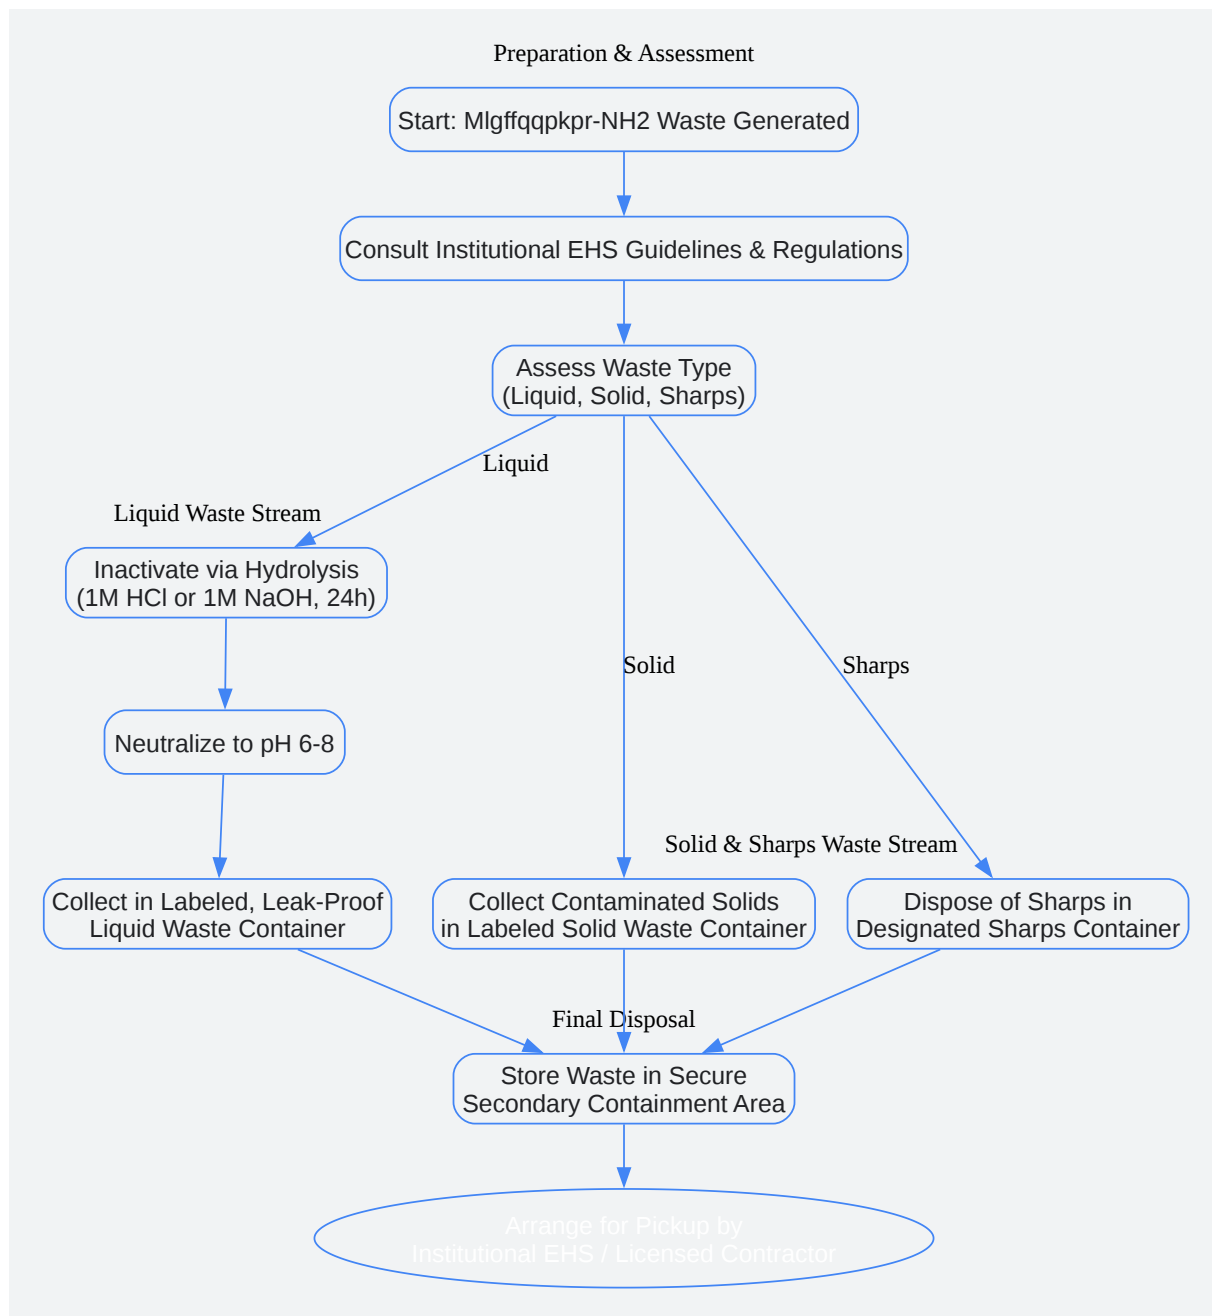 Preparation & Assessment
Start: Mlgffqqpkpr-NH2 Waste Generated
Consult Institutional EHS Guidelines & Regulations
Assess Waste Type
(Liquid, Solid, Sharps)
Liquid
Liquid Waste Stream
Inactivate via Hydrolysis
(1M HCl or 1M NaOH, 24h)
Solid
Sharps
Neutralize to pH 6-8
Solid & Sharps Waste Stream
Collect in Labeled, Leak-Proof
Liquid Waste Container
Collect Contaminated Solids
in Labeled Solid Waste Container
Dispose of Sharps in
Designated Sharps Container
Final Disposal
Store Waste in Secure
Secondary Containment Area
Arrange for Pickup by
Institutional EHS / Licensed Contractor